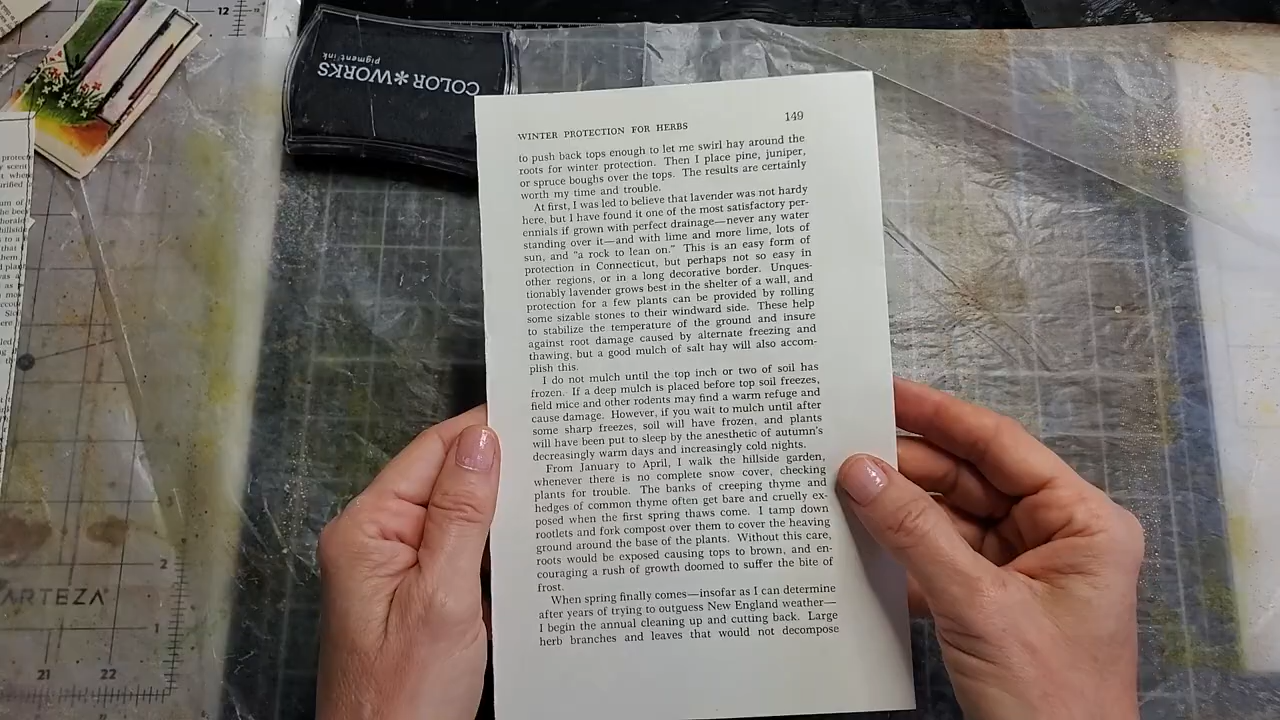 12
COLOR WORKS
pigment ink
WINTER PROTECTION FOR HERBS 149
to push back tops enough to let me swirl hay around the
roots for winter protection. Then I place pine, juniper,
or spruce boughs over the tops. The results are certainly
worth my time and trouble.
At first, I was led to believe that lavender was not hardy
here, but I have found it one of the most satisfactory per-
ennials if grown with perfect drainage—never any water
standing over it—and with lime and more lime, lots of
sun, and "a rock to lean on." This is an easy form of
protection in Connecticut, but perhaps not so easy in
other regions, or in a long decorative border. Unques-
tionably lavender grows best in the shelter of a wall, and
protection for a few plants can be provided by rolling
some sizable stones to their windward side. These help
to stabilize the temperature of the ground and insure
against root damage caused by alternate freezing and
thawing, but a good mulch of salt hay will also accom-
plish this.
I do not mulch until the top inch or two of soil has
frozen. If a deep mulch is placed before top soil freezes,
field mice and other rodents may find a warm refuge and
cause damage. However, if you wait to mulch until after
some sharp freezes, soil will have frozen, and plants
will have been put to sleep by the anesthetic of autumn's
decreasingly warm days and increasingly cold nights.
From January to April, I walk the hillside garden,
whenever there is no complete snow cover, checking
plants for trouble. The banks of creeping thyme and
hedges of common thyme often get bare and cruelly ex-
posed when the first spring thaws come. I tamp down
rootlets and fork compost over them to cover the heaving
ground around the base of the plants. Without this care,
roots would be exposed causing tops to brown, and en-
couraging a rush of growth doomed to suffer the bite of
frost.
When spring finally comes—insofar as I can determine
after years of trying to outguess New England weather—
I begin the annual cleaning up and cutting back. Large
herb branches and leaves that would not decompose
ARTEZA
2
1
21 22